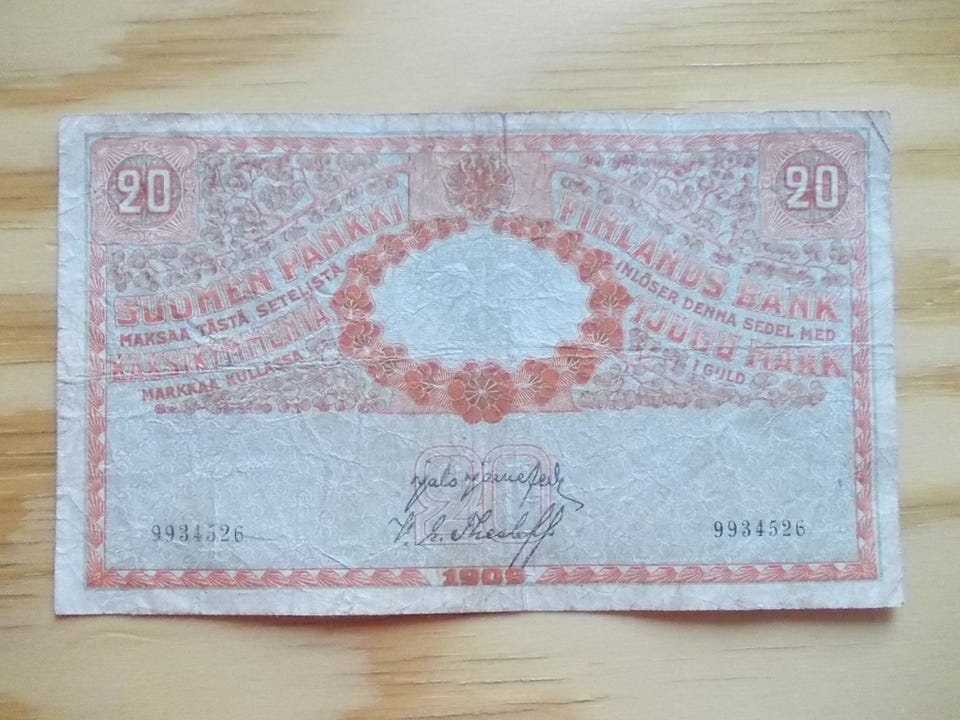 20 20
SUOMEN PANKKI
MAKSAA TÄSTÄ SETELISTÄ
KAKSIKYMMENTÄ
MARKKAA KULLASSA
FINLANDS BANK
INLÖSER DENNA SEDEL MED
TJUGO MARK
I GULD
20
9934526 9934526
1909